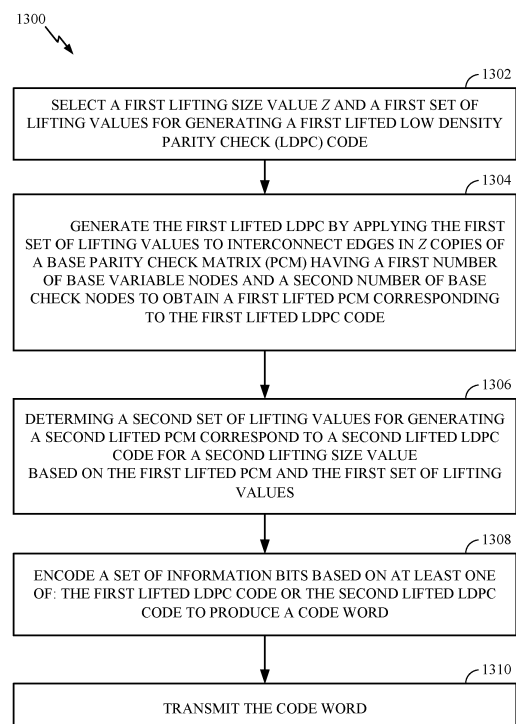 1300
1302
SELECT A FIRST LIFTING SIZE VALUE Z AND A FIRST SET OF
LIFTING VALUES FOR GENERATING A FIRST LIFTED LOW DENSITY
PARITY CHECK (LDPC) CODE
1304
GENERATE THE FIRST LIFTED LDPC BY APPLYING THE FIRST
SET OF LIFTING VALUES TO INTERCONNECT EDGES IN Z COPIES OF
A BASE PARITY CHECK MATRIX (PCM) HAVING A FIRST NUMBER
OF BASE VARIABLE NODES AND A SECOND NUMBER OF BASE
CHECK NODES TO OBTAIN A FIRST LIFTED PCM CORRESPONDING
TO THE FIRST LIFTED LDPC CODE
1306
DETERMING A SECOND SET OF LIFTING VALUES FOR GENERATING
A SECOND LIFTED PCM CORRESPOND TO A SECOND LIFTED LDPC
CODE FOR A SECOND LIFTING SIZE VALUE
BASED ON THE FIRST LIFTED PCM AND THE FIRST SET OF LIFTING
VALUES
1308
ENCODE A SET OF INFORMATION BITS BASED ON AT LEAST ONE
OF: THE FIRST LIFTED LDPC CODE OR THE SECOND LIFTED LDPC
CODE TO PRODUCE A CODE WORD
1310
TRANSMIT THE CODE WORD